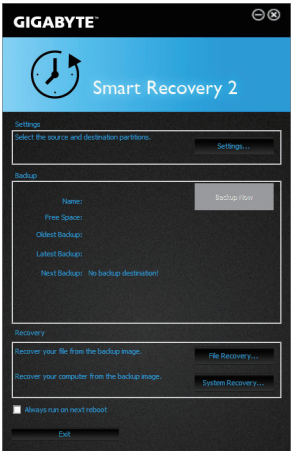 GIGABYTE™
Smart Recovery 2
Settings
Select the source and destination partitions.
Settings...
Backup
Backup Now
Name:
Free Space:
Oldest Backup:
Latest Backup:
Next Backup: No backup destination!
Recovery
Recover your file from the backup image.
File Recovery...
Recover your computer from the backup image.
System Recovery...
Always run on next reboot
Exit